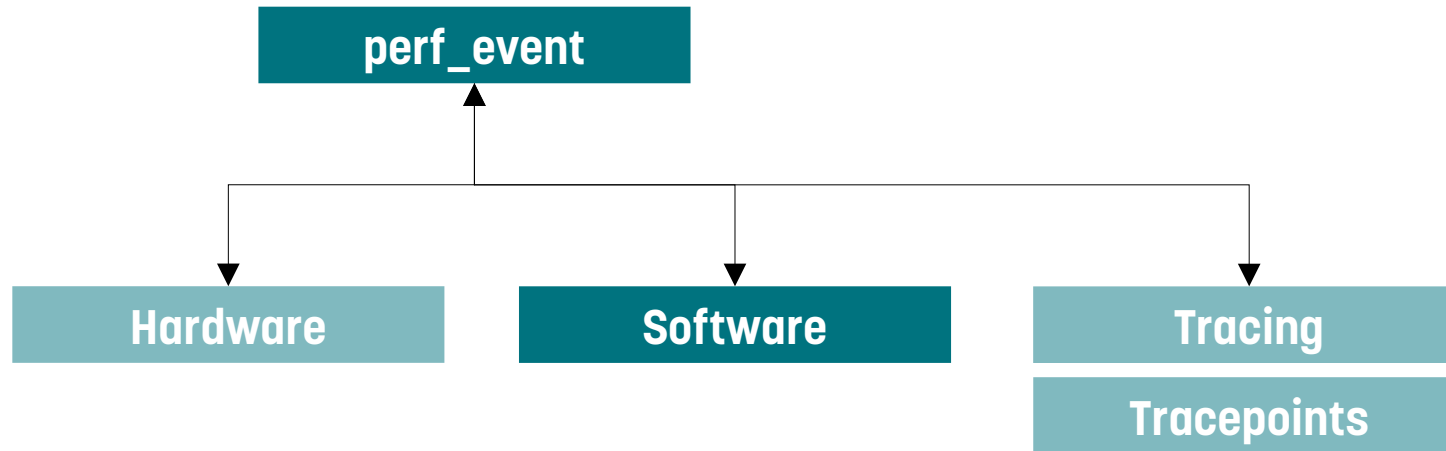 perf_event
Hardware
Software
Tracing
Tracepoints